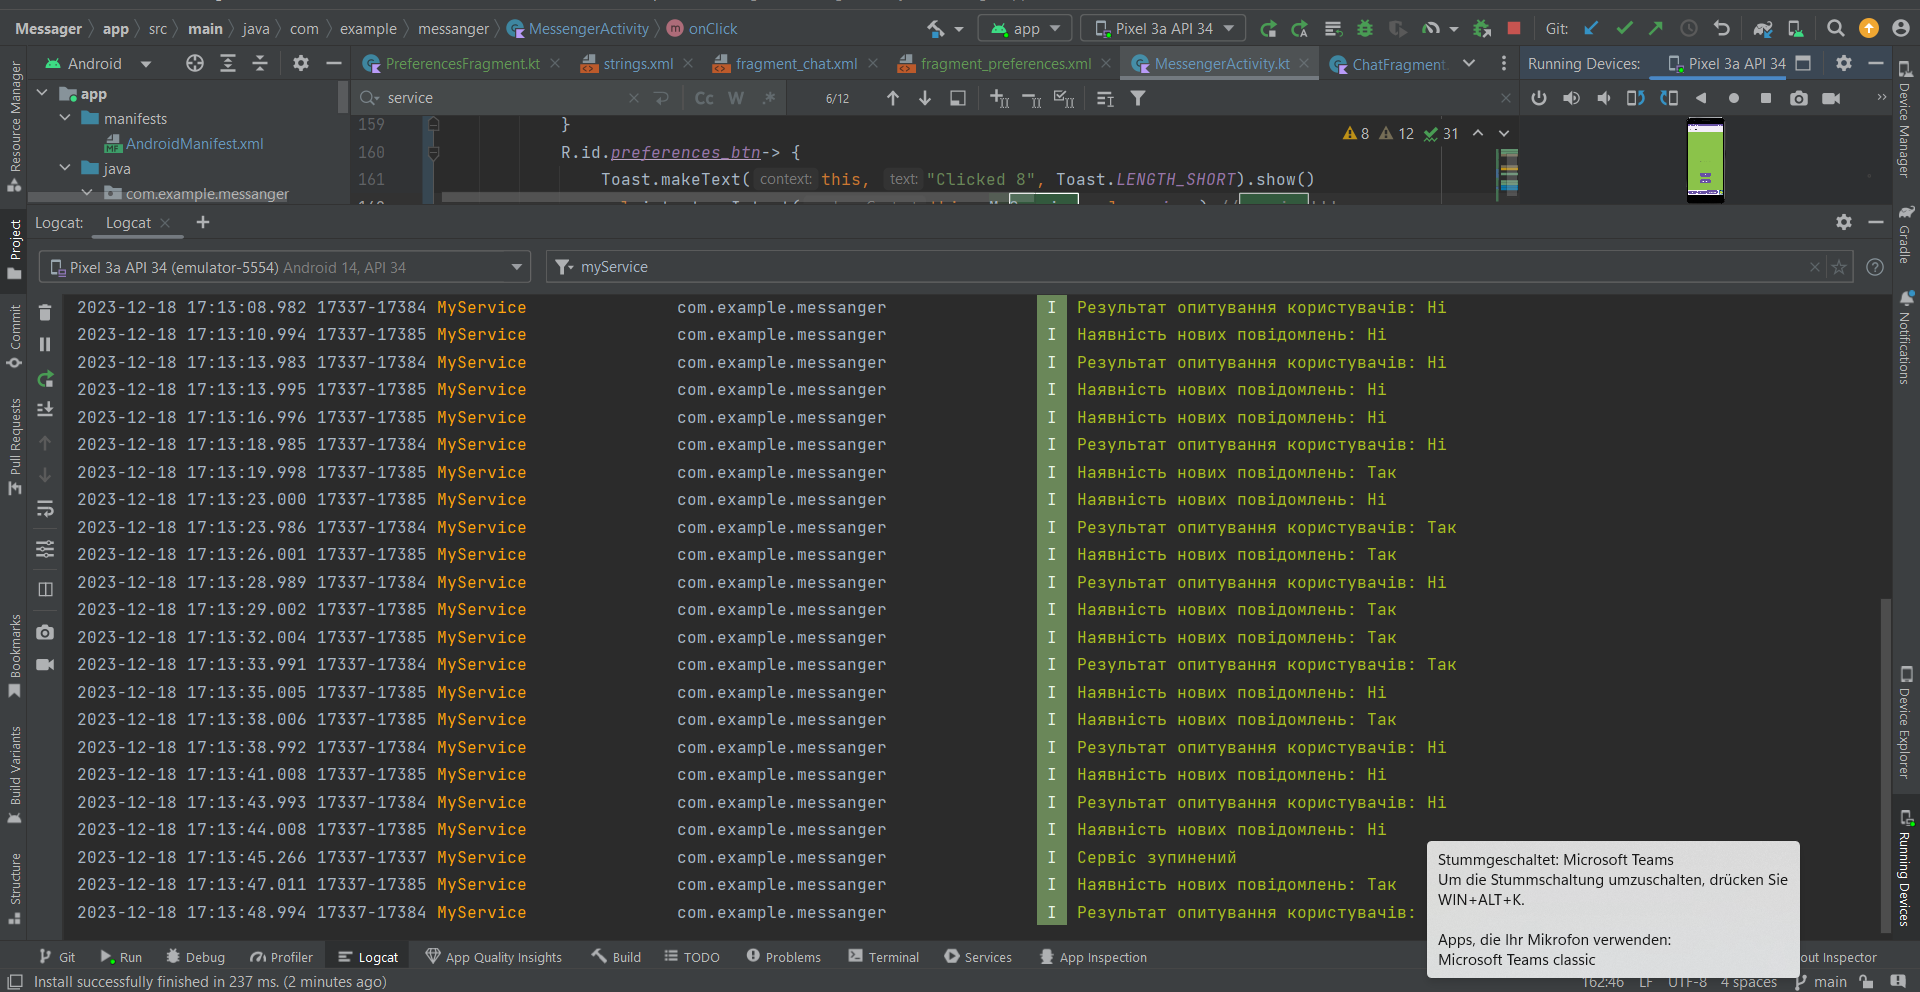 Messager app src main java com example messanger MessengerActivity onClick app Pixel 3a API 34 Git:
Android PreferencesFragment.kt strings.xml fragment_chat.xml fragment_preferences.xml MessengerActivity.kt ChatFragment. Running Devices: Pixel 3a API 34
app
manifests
AndroidManifest.xml
java
com.example.messanger
service Cc W .* 6/12
159 }
160 R.id.preferences_btn-> {
161 Toast.makeText( context: this, text: "Clicked 8", Toast.LENGTH_SHORT).show()
8 12 31
Logcat: Logcat
Pixel 3a API 34 (emulator-5554) Android 14, API 34 myService
2023-12-18 17:13:08.982 17337-17384 MyService com.example.messanger I Результат опитування користувачів: Ні
2023-12-18 17:13:10.994 17337-17385 MyService com.example.messanger I Наявність нових повідомлень: Ні
2023-12-18 17:13:13.983 17337-17384 MyService com.example.messanger I Результат опитування користувачів: Ні
2023-12-18 17:13:13.995 17337-17385 MyService com.example.messanger I Наявність нових повідомлень: Ні
2023-12-18 17:13:16.996 17337-17385 MyService com.example.messanger I Наявність нових повідомлень: Ні
2023-12-18 17:13:18.985 17337-17384 MyService com.example.messanger I Результат опитування користувачів: Ні
2023-12-18 17:13:19.998 17337-17385 MyService com.example.messanger I Наявність нових повідомлень: Так
2023-12-18 17:13:23.000 17337-17385 MyService com.example.messanger I Наявність нових повідомлень: Ні
2023-12-18 17:13:23.986 17337-17384 MyService com.example.messanger I Результат опитування користувачів: Так
2023-12-18 17:13:26.001 17337-17385 MyService com.example.messanger I Наявність нових повідомлень: Так
2023-12-18 17:13:28.989 17337-17384 MyService com.example.messanger I Результат опитування користувачів: Ні
2023-12-18 17:13:29.002 17337-17385 MyService com.example.messanger I Наявність нових повідомлень: Так
2023-12-18 17:13:32.004 17337-17385 MyService com.example.messanger I Наявність нових повідомлень: Так
2023-12-18 17:13:33.991 17337-17384 MyService com.example.messanger I Результат опитування користувачів: Так
2023-12-18 17:13:35.005 17337-17385 MyService com.example.messanger I Наявність нових повідомлень: Ні
2023-12-18 17:13:38.006 17337-17385 MyService com.example.messanger I Наявність нових повідомлень: Так
2023-12-18 17:13:38.992 17337-17384 MyService com.example.messanger I Результат опитування користувачів: Ні
2023-12-18 17:13:41.008 17337-17385 MyService com.example.messanger I Наявність нових повідомлень: Ні
2023-12-18 17:13:43.993 17337-17384 MyService com.example.messanger I Результат опитування користувачів: Ні
2023-12-18 17:13:44.008 17337-17385 MyService com.example.messanger I Наявність нових повідомлень: Ні
2023-12-18 17:13:45.266 17337-17337 MyService com.example.messanger I Сервіс зупинений
2023-12-18 17:13:47.011 17337-17385 MyService com.example.messanger I Наявність нових повідомлень: Так
2023-12-18 17:13:48.994 17337-17384 MyService com.example.messanger I Результат опитування користувачів:
Stummgeschaltet: Microsoft Teams
Um die Stummschaltung umzuschalten, drücken Sie
WIN+ALT+K.
Apps, die Ihr Mikrofon verwenden:
Microsoft Teams classic
Resource Manager
Project
Commit
Pull Requests
Bookmarks
Build Variants
Structure
Device Manager
Gradle
Notifications
Device Explorer
Running Devices
Git Run Debug Profiler Logcat App Quality Insights Build TODO Problems Terminal Services App Inspection out Inspector
Install successfully finished in 237 ms. (2 minutes ago) 162:46 LF UTF-8 4 spaces main